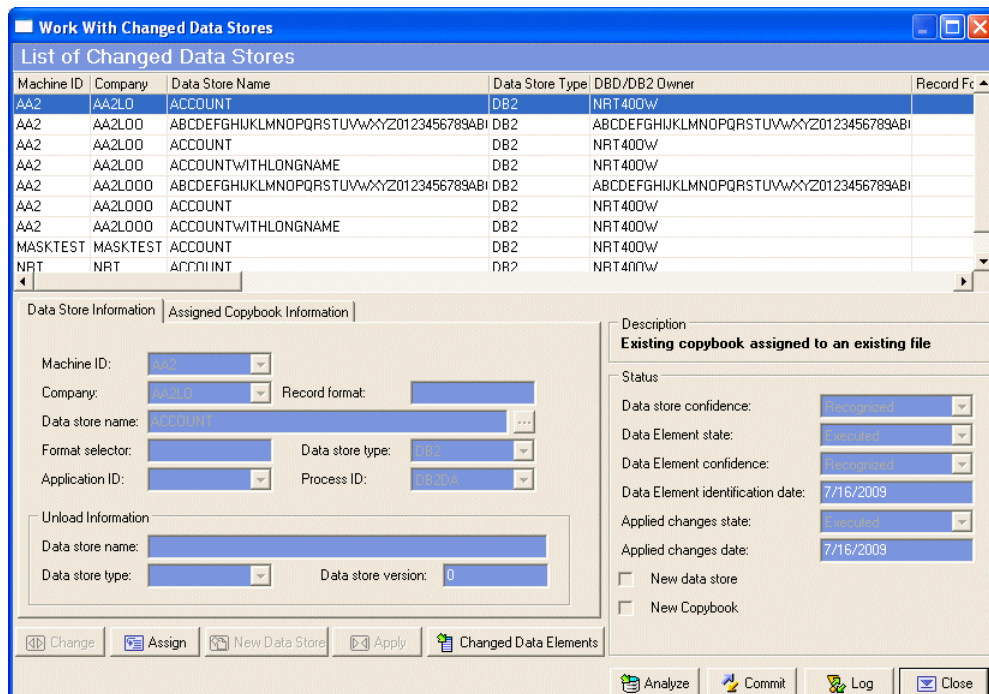 Work With Changed Data Stores
List of Changed Data Stores
Machine ID Company Data Store Name Data Store Type DBD/DB2 Owner Record Fc
AA2 AA2LO ACCOUNT DB2 NRT400W
AA2 AA2LOO ABCDEFGHIJKLMNOPQRSTUVWXYZ0123456789AB DB2 ABCDEFGHIJKLMNOPQRSTUVWXYZ0123456789AB
AA2 AA2LOO ACCOUNT DB2 NRT400W
AA2 AA2LOO ACCOUNTWITHLONGNAME DB2 NRT400W
AA2 AA2LOOO ABCDEFGHIJKLMNOPQRSTUVWXYZ0123456789AB DB2 ABCDEFGHIJKLMNOPQRSTUVWXYZ0123456789AB
AA2 AA2LOOO ACCOUNT DB2 NRT400W
AA2 AA2LOOO ACCOUNTWITHLONGNAME DB2 NRT400W
MASKTEST MASKTEST ACCOUNT DB2 NRT400W
NRT NRT ACCOUNT DB2 NRT400W
Data Store Information Assigned Copybook Information
Machine ID: AA2
Company: AA2LO Record format:
Data store name: ACCOUNT ...
Format selector: Data store type: DB2
Application ID: Process ID: DB2DA
Unload Information
Data store name:
Data store type: Data store version: 0
Description
Existing copybook assigned to an existing file
Status
Data store confidence: Recognized
Data Element state: Executed
Data Element confidence: Recognized
Data Element identification date: 7/16/2009
Applied changes state: Executed
Applied changes date: 7/16/2009
New data store
New Copybook
Change Assign New Data Store Apply Changed Data Elements
Analyze Commit Log Close